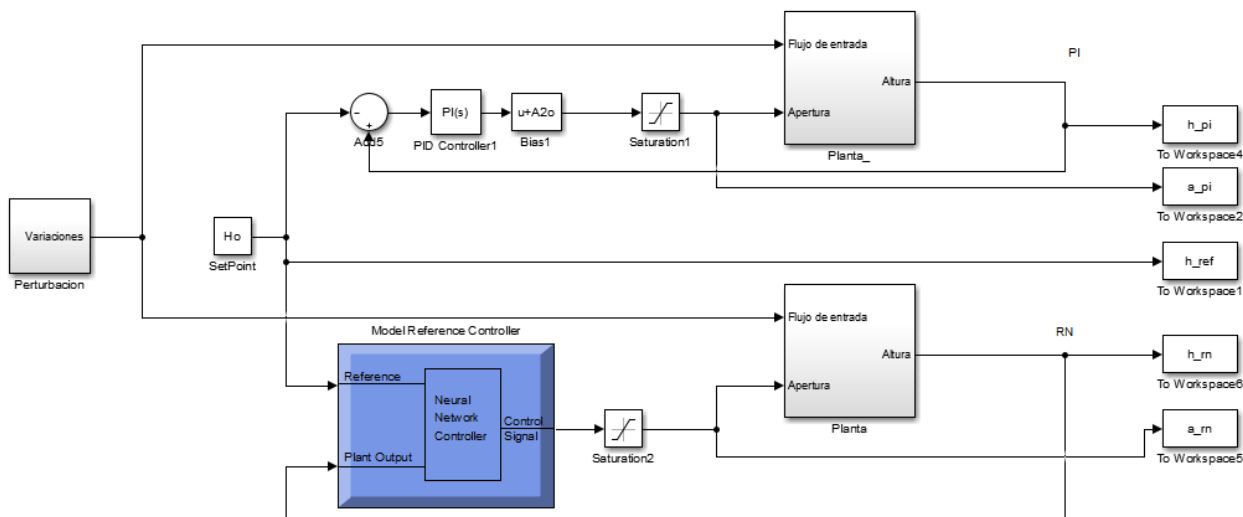 Flujo de entrada
PI
Altura
Apertura
Planta_
-
+
Add5
PI(s)
PID Controller1
u+A2o
Bias1
Saturation1
h_pi
To Workspace4
a_pi
To Workspace2
Variaciones
Perturbacion
Ho
SetPoint
h_ref
To Workspace1
Flujo de entrada
RN
Altura
Apertura
Planta
Model Reference Controller
Reference
Neural
Network
Controller
Control
Signal
Plant Output
Saturation2
h_rn
To Workspace6
a_rn
To Workspace5